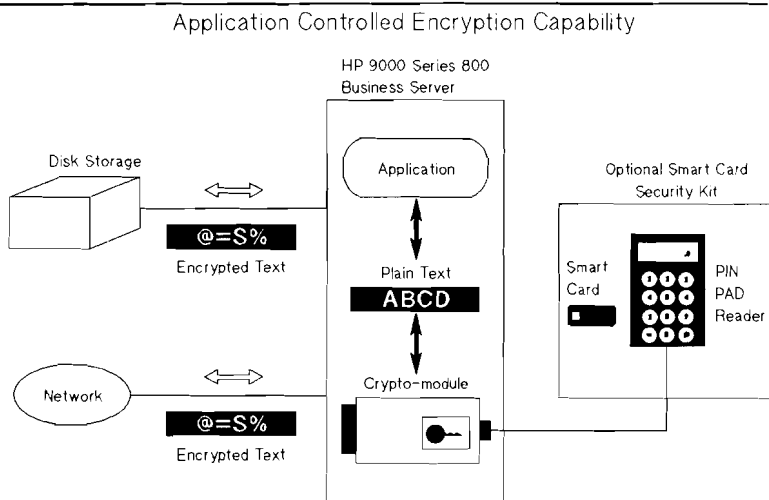 Application Controlled Encryption Capability
HP 9000 Series 800
Business Server
Disk Storage
@=S%
Encrypted Text
Application
Plain Text
ABCD
Crypto-module
Network
@=S%
Encrypted Text
Optional Smart Card
Security Kit
Smart
Card
PIN
PAD
Reader